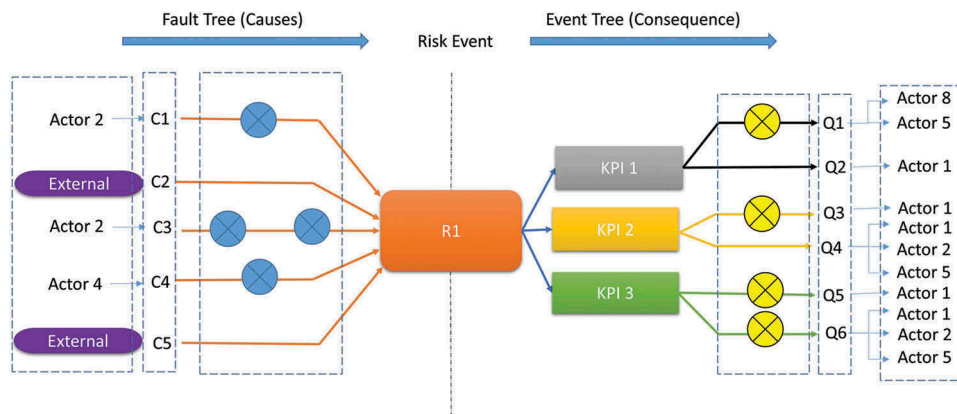 Fault Tree (Causes)
Risk Event
Event Tree (Consequence)
Actor 2
C1
External
C2
Actor 2
C3
Actor 4
C4
External
C5
R1
KPI 1
KPI 2
KPI 3
Q1
Actor 8
Actor 5
Q2
Actor 1
Q3
Actor 1
Q4
Actor 1
Actor 2
Actor 5
Q5
Actor 1
Q6
Actor 1
Actor 2
Actor 5